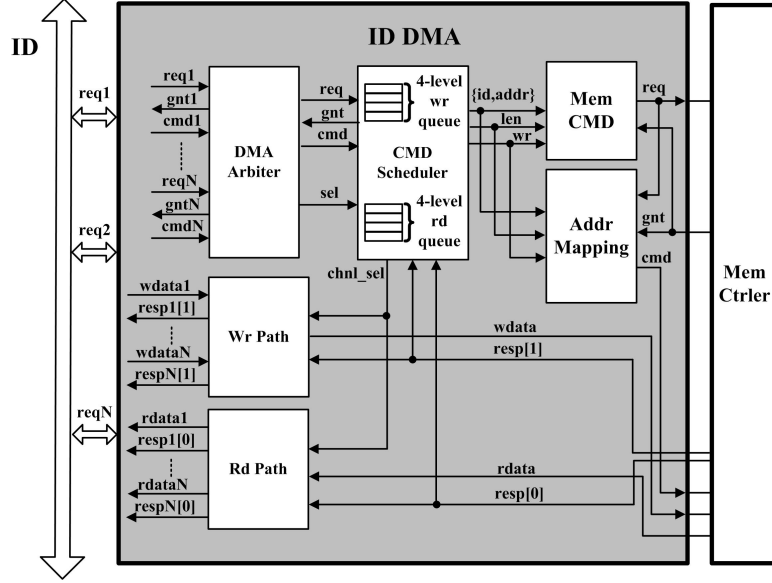 ID
ID DMA
req1
req2
reqN
req1
gnt1
cmd1
reqN
gntN
cmdN
DMA
Arbiter
req
gnt
cmd
sel
4-level
wr
queue
CMD
Scheduler
4-level
rd
queue
{id,addr}
len
wr
Mem
CMD
req
Addr
Mapping
gnt
cmd
Mem
Ctrler
chnl_sel
wdata1
resp1[1]
wdataN
respN[1]
Wr Path
wdata
resp[1]
rdata1
resp1[0]
rdataN
respN[0]
Rd Path
rdata
resp[0]